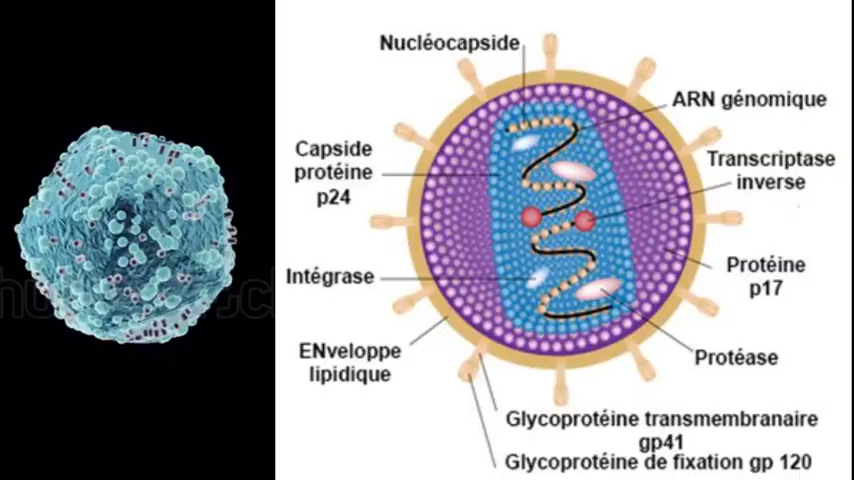 Nucléocapside
ARN génomique
Capside
protéine
p24
Transcriptase
inverse
Protéine
p17
Intégrase
ENveloppe
lipidique
Protéase
Glycoprotéine transmembranaire
gp41
Glycoprotéine de fixation gp 120